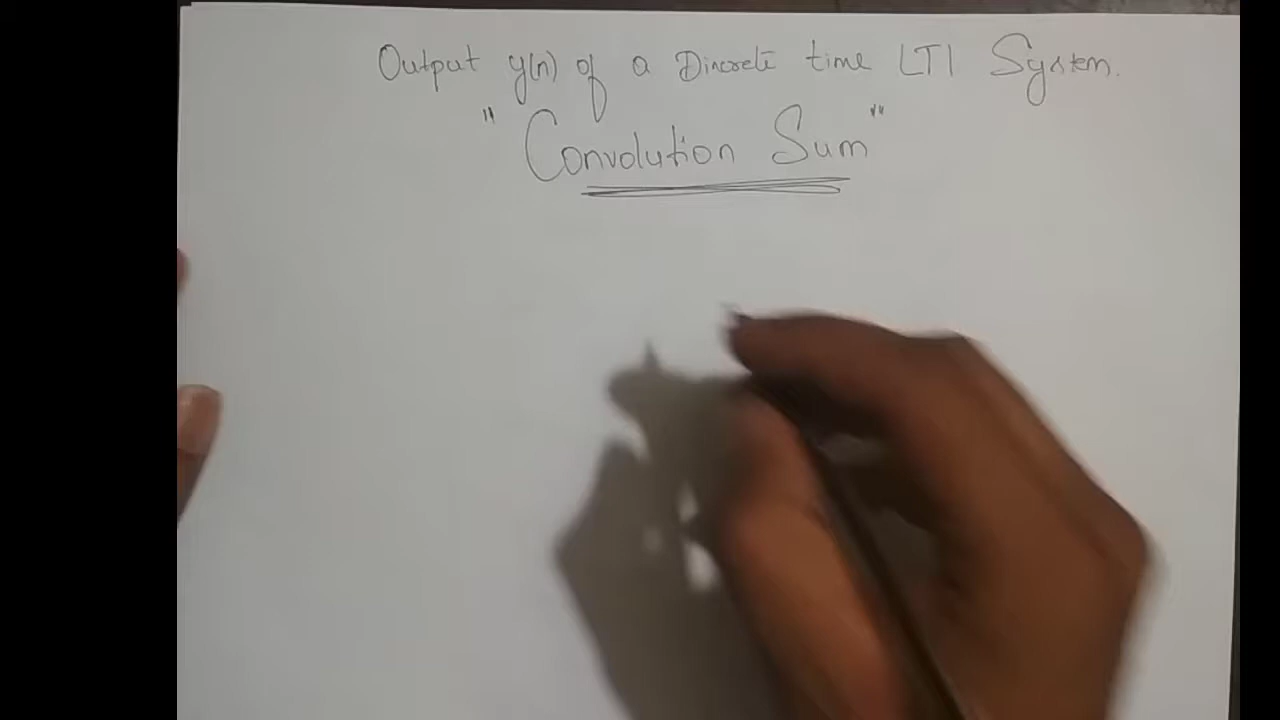 Output y(n) of a Discrete time LTI System.
"Convolution Sum"